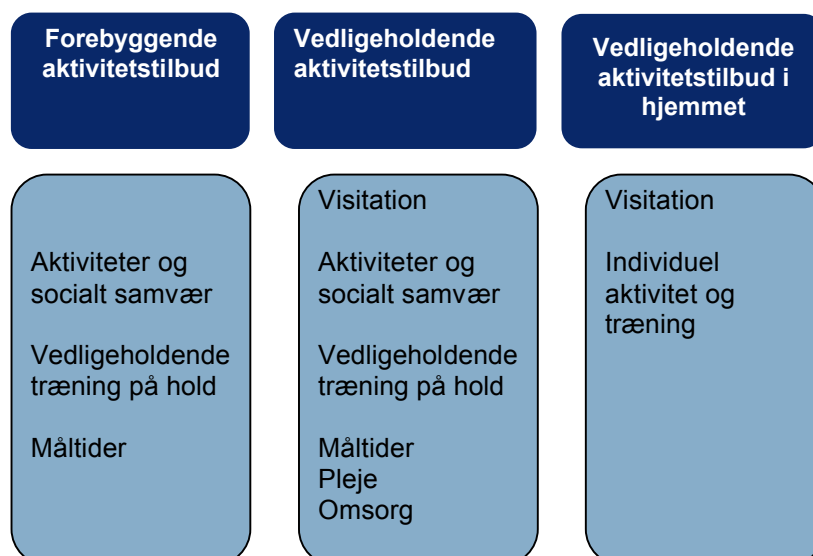 Forebyggende
aktivitetstilbud
Vedligeholdende
aktivitetstilbud
Vedligeholdende
aktivitetstilbud i
hjemmet
Aktiviteter og
socialt samvær
Vedligeholdende
træning på hold
Måltider
Visitation
Aktiviteter og
socialt samvær
Vedligeholdende
træning på hold
Måltider
Pleje
Omsorg
Visitation
Individuel
aktivitet og
træning